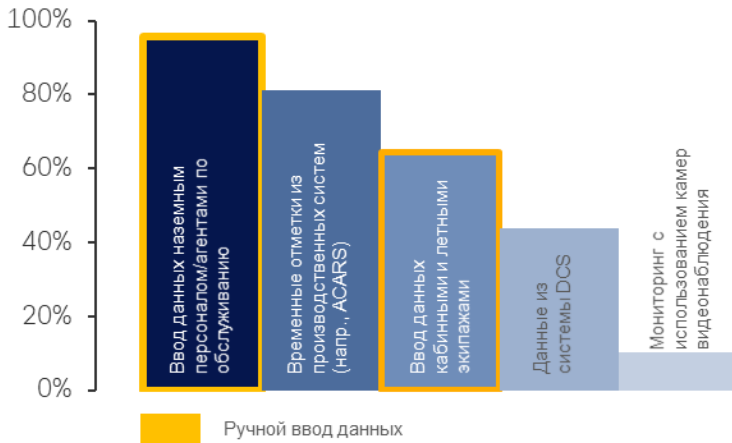 100%
80%
60%
40%
20%
0%
Ввод данных наземным
персоналом/агентами по
обслуживанию
Временные отметки из
производственных систем
(напр., ACARS)
Ввод данных
кабинными и летными
экипажами
Данные из
системы DCS
Мониторинг с
использованием камер
видеонаблюдения
Ручной ввод данных